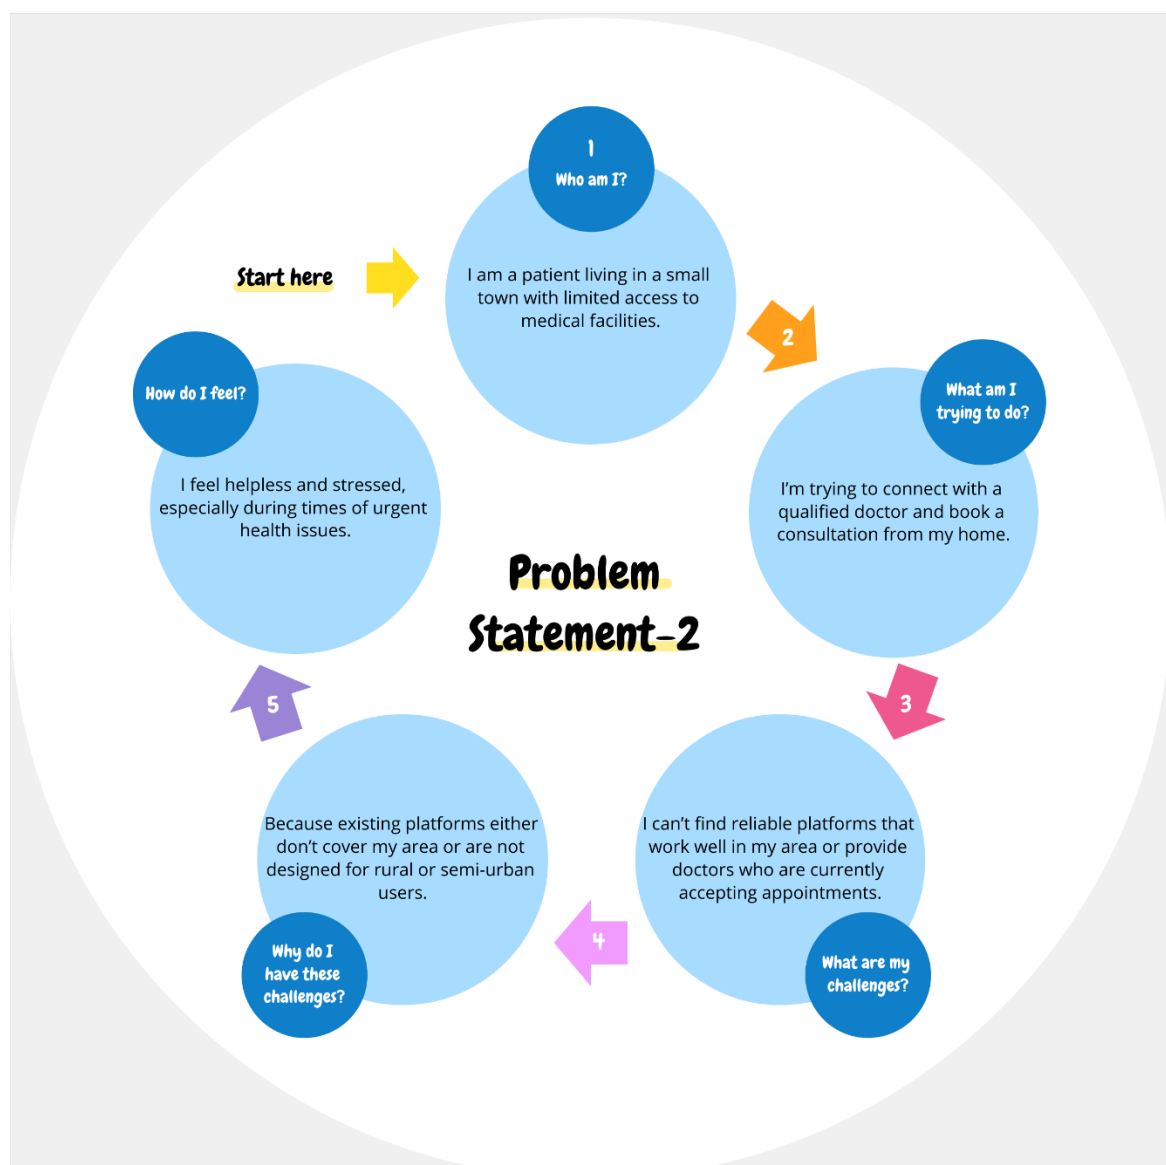 Start here
1
Who am I?
I am a patient living in a small
town with limited access to
medical facilities.
2
What am I
trying to do?
I’m trying to connect with a
qualified doctor and book a
consultation from my home.
3
I can’t find reliable platforms that
work well in my area or provide
doctors who are currently
accepting appointments.
What are my
challenges?
4
Because existing platforms either
don’t cover my area or are not
designed for rural or semi-urban
users.
Why do I
have these
challenges?
5
How do I feel?
I feel helpless and stressed,
especially during times of urgent
health issues.
Problem
Statement-2